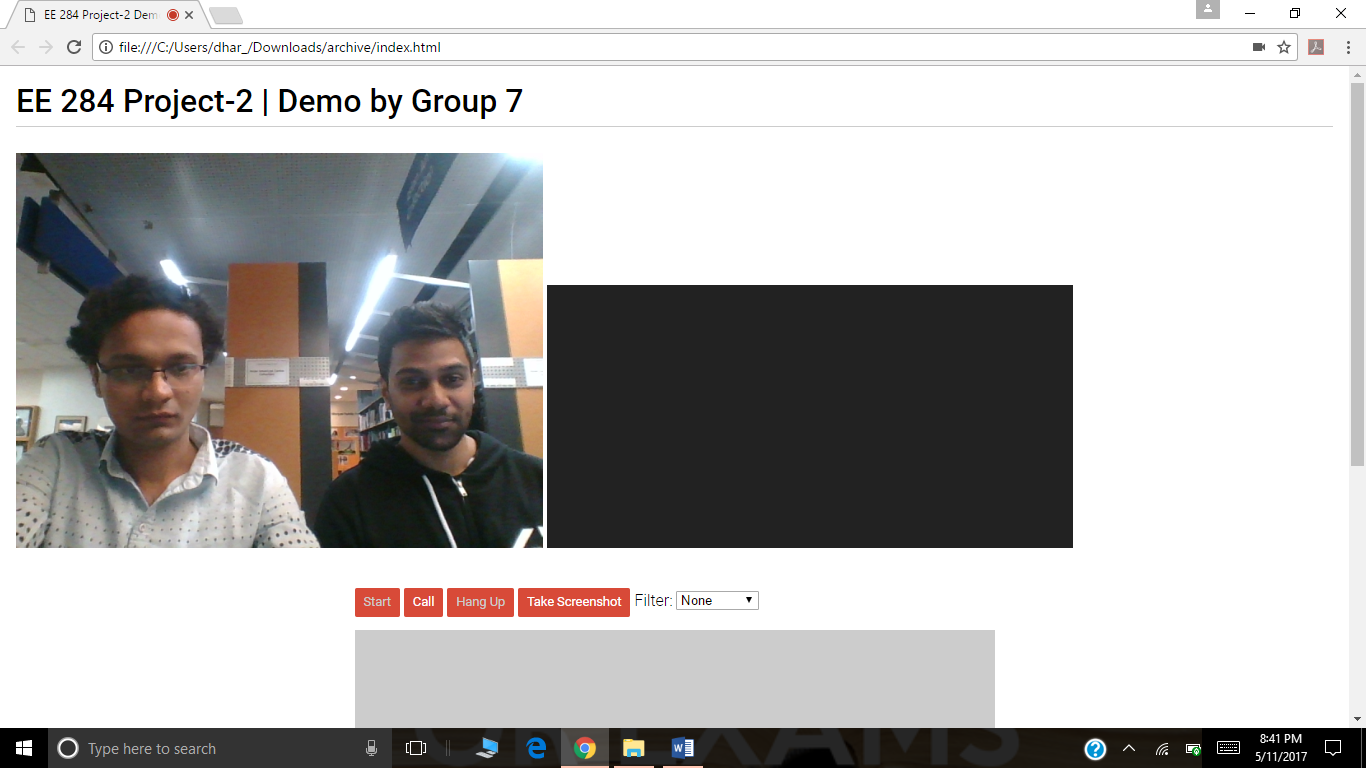 EE 284 Project-2 Dem
file:///C:/Users/dhar_/Downloads/archive/index.html
EE 284 Project-2 | Demo by Group 7
Start Call Hang Up Take Screenshot Filter: None
Type here to search
8:41 PM
5/11/2017